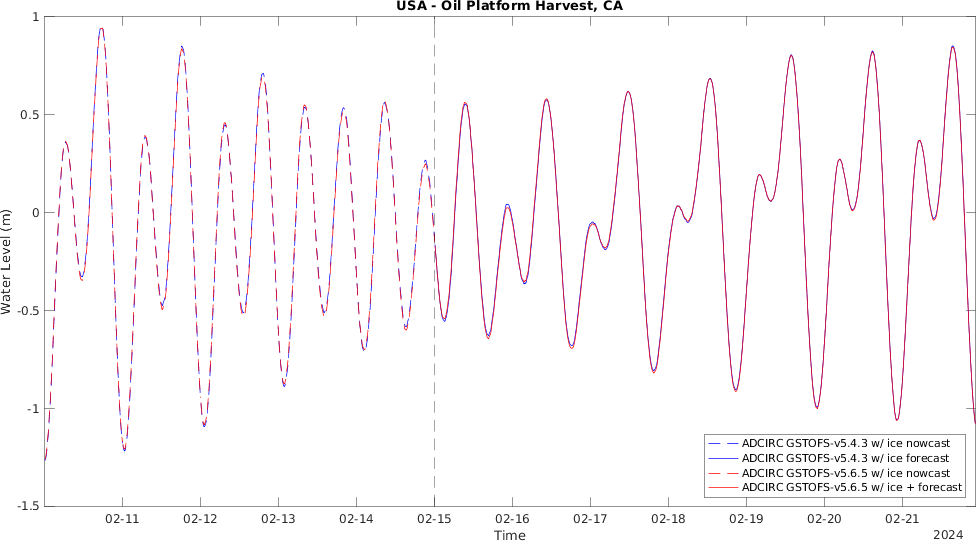 USA - Oil Platform Harvest, CA
1
0.5
0
-0.5
-1
-1.5
Water Level (m)
ADCIRC GSTOFS-v5.4.3 w/ ice nowcast
ADCIRC GSTOFS-v5.4.3 w/ ice forecast
ADCIRC GSTOFS-v5.6.5 w/ ice nowcast
ADCIRC GSTOFS-v5.6.5 w/ ice + forecast
02-11 02-12 02-13 02-14 02-15 02-16 02-17 02-18 02-19 02-20 02-21
Time
2024